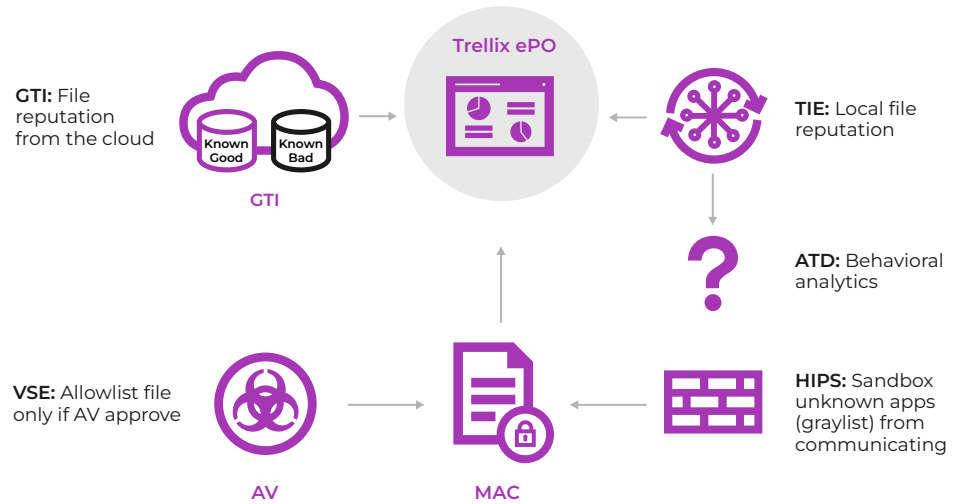 Trellix ePO
GTI: File
reputation
from the cloud
Known
Good
Known
Bad
GTI
TIE: Local file
reputation
ATD: Behavioral
analytics
VSE: Allowlist file
only if AV approve
AV
MAC
HIPS: Sandbox
unknown apps
(graylist) from
communicating